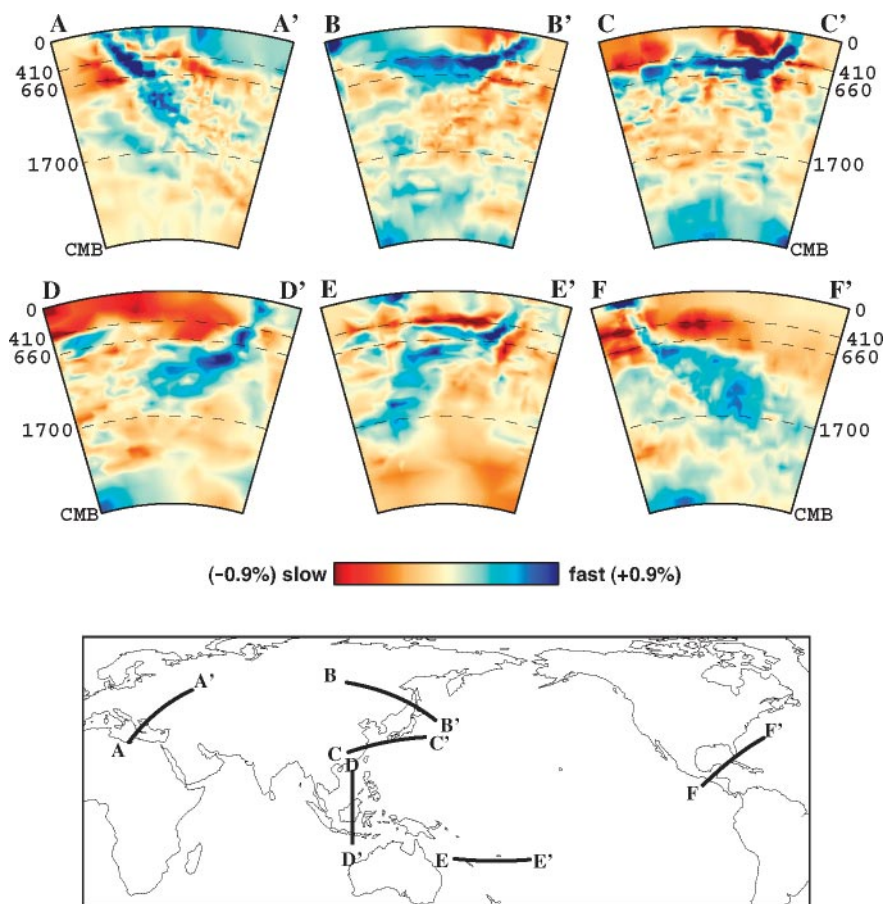 A A' B B' C C'
0 0
410 410
660 660
1700 1700
CMB CMB
D D' E E' F F'
0 0
410 410
660 660
1700 1700
CMB CMB
(−0.9%) slow fast (+0.9%)
A' B
B'
F'
A C C'
D
F
D' E E'